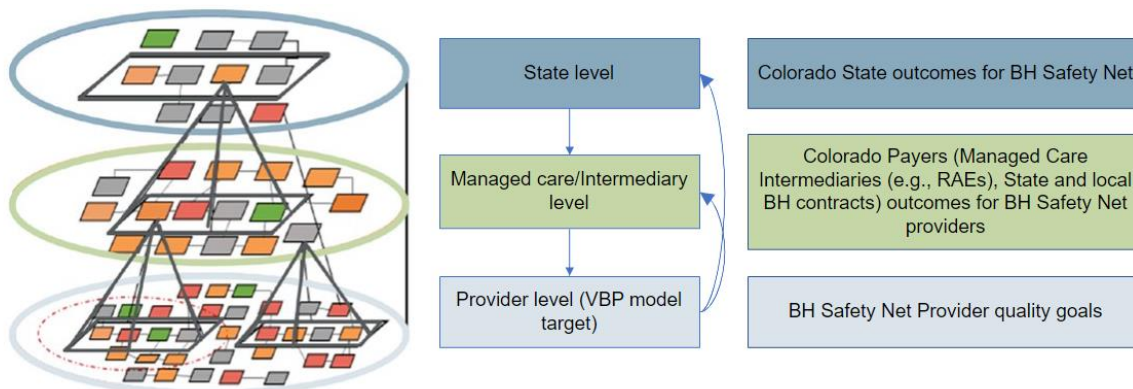 State level
Colorado State outcomes for BH Safety Net
Managed care/Intermediary
level
Colorado Payers (Managed Care
Intermediaries (e.g., RAEs), State and local
BH contracts) outcomes for BH Safety Net
providers
Provider level (VBP model
target)
BH Safety Net Provider quality goals